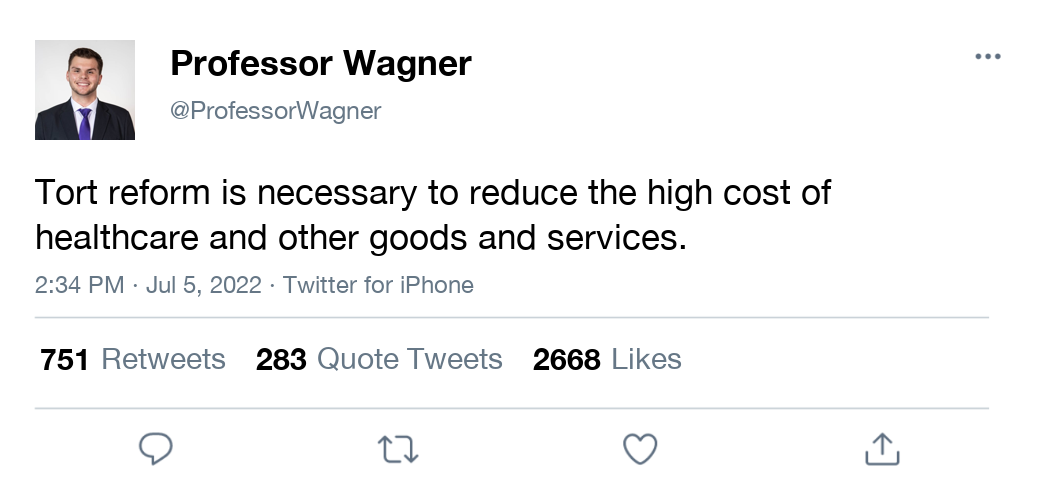 Professor Wagner
@ProfessorWagner
Tort reform is necessary to reduce the high cost of
healthcare and other goods and services.
2:34 PM · Jul 5, 2022 · Twitter for iPhone
751 Retweets 283 Quote Tweets 2668 Likes